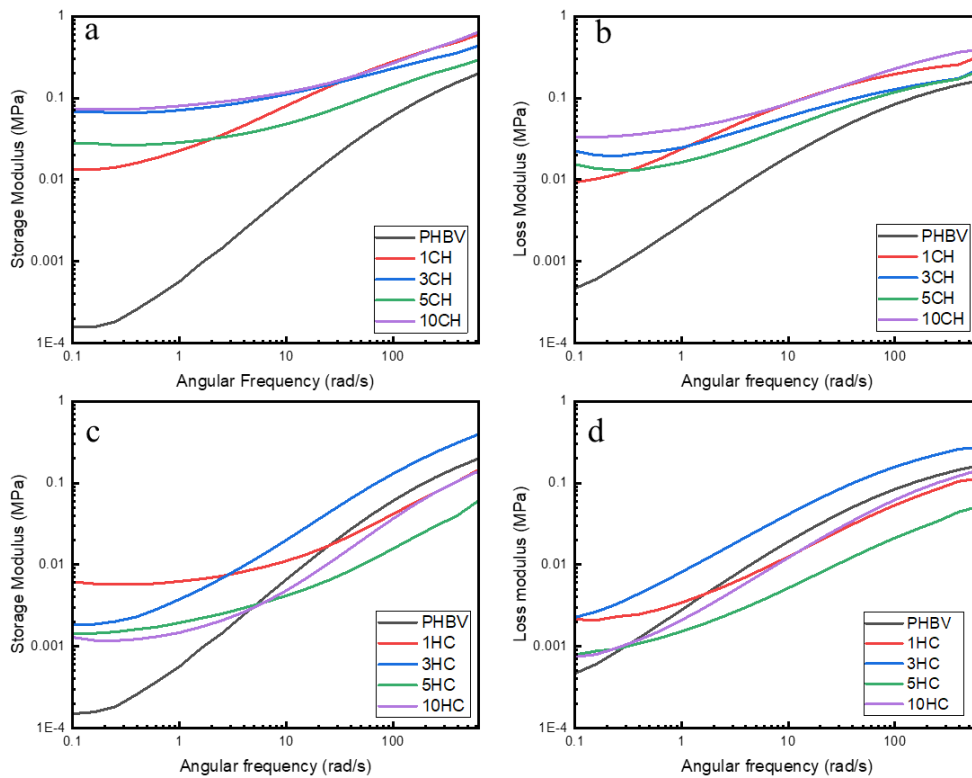 a
1
0.1
0.01
0.001
1E-4
Storage Modulus (MPa)
PHBV
1CH
3CH
5CH
10CH
0.1 1 10 100
Angular Frequency (rad/s)
b
1
0.1
0.01
0.001
1E-4
Loss Modulus (MPa)
PHBV
1CH
3CH
5CH
10CH
0.1 1 10 100
Angular frequency (rad/s)
c
1
0.1
0.01
0.001
1E-4
Storage Modulus (MPa)
PHBV
1HC
3HC
5HC
10HC
0.1 1 10 100
Angular frequency (rad/s)
d
1
0.1
0.01
0.001
1E-4
Loss modulus (MPa)
PHBV
1HC
3HC
5HC
10HC
0.1 1 10 100
Angular frequency (rad/s)